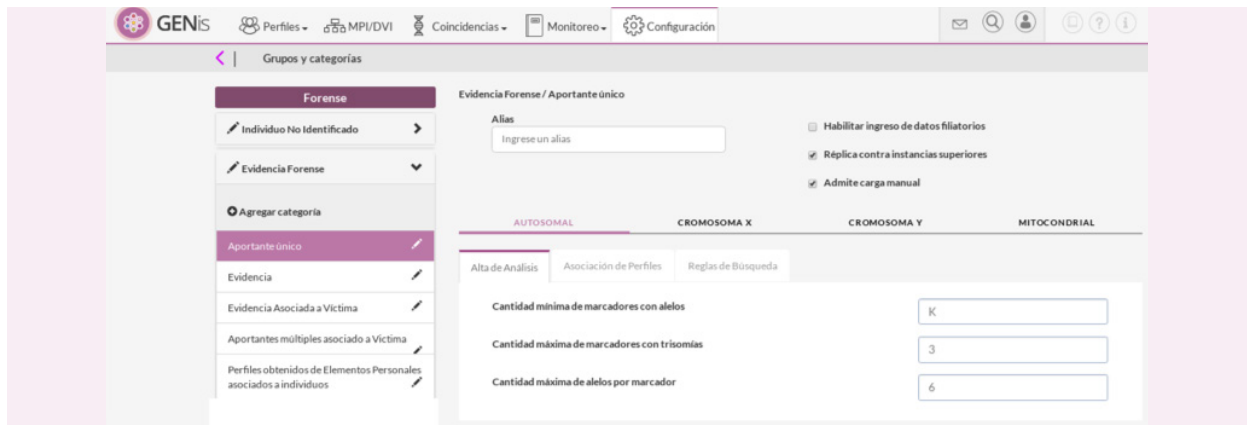 GENis Perfiles MPI/DVI Coincidencias Monitoreo Configuración
Grupos y categorías
Forense
Individuo No Identificado
Evidencia Forense
Agregar categoría
Aportante único
Evidencia
Evidencia Asociada a Víctima
Aportantes múltiples asociado a Victima
Perfiles obtenidos de Elementos Personales
asociados a individuos
Evidencia Forense / Aportante único
Alias
Ingrese un alias
Habilitar ingreso de datos filiatorios
Réplica contra instancias superiores
Admite carga manual
AUTOSOMAL CROMOSOMA X CROMOSOMA Y MITOCONDRIAL
Alta de Análisis Asociación de Perfiles Reglas de Búsqueda
Cantidad mínima de marcadores con alelos K
Cantidad máxima de marcadores con trisomías 3
Cantidad máxima de alelos por marcador 6